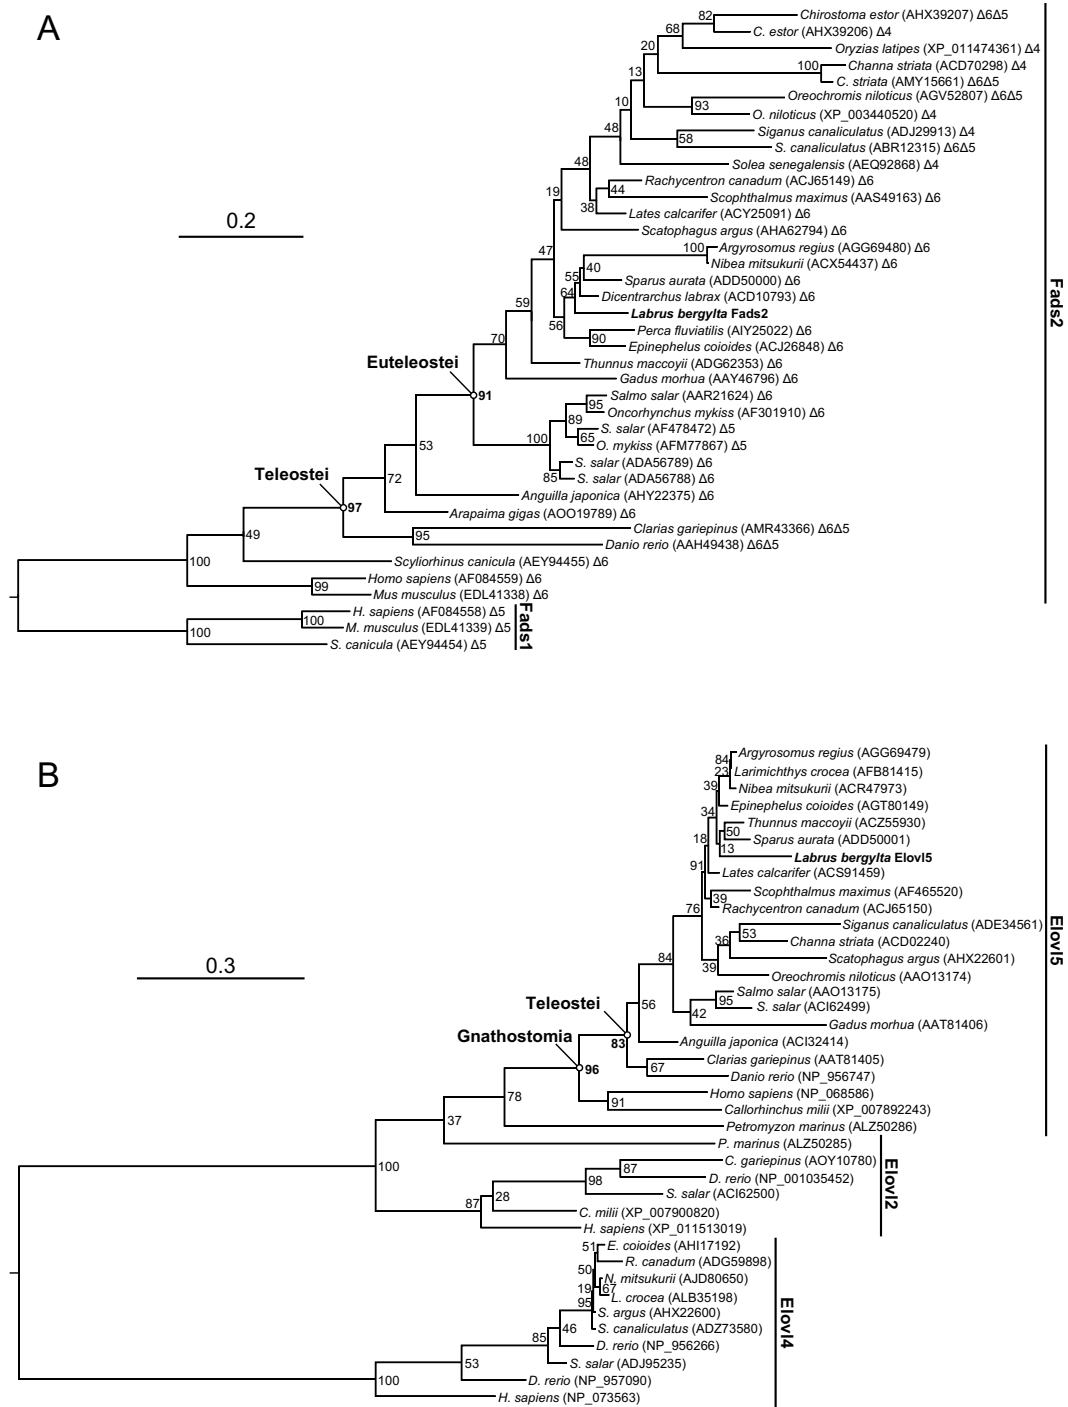 A
82
Chirostoma estor (AHX39207) Δ6Δ5
68
C. estor (AHX39206) Δ4
20
Oryzias latipes (XP_011474361) Δ4
100
Channa striata (ACD70298) Δ4
13
C. striata (AMY15661) Δ6Δ5
Oreochromis niloticus (AGV52807) Δ6Δ5
10
93
O. niloticus (XP_003440520) Δ4
48
Siganus canaliculatus (ADJ29913) Δ4
58
S. canaliculatus (ABR12315) Δ6Δ5
48
Solea senegalensis (AEQ92868) Δ4
Rachycentron canadum (ACJ65149) Δ6
19
44
Scophthalmus maximus (AAS49163) Δ6
38
Lates calcarifer (ACY25091) Δ6
0.2
Scatophagus argus (AHA62794) Δ6
47
100
Argyrosomus regius (AGG69480) Δ6
40
Nibea mitsukurii (ACX54437) Δ6
55
Sparus aurata (ADD50000) Δ6
64
Dicentrarchus labrax (ACD10793) Δ6
59
Labrus bergylta Fads2
56
Perca fluviatilis (AIY25022) Δ6
70
90
Epinephelus coioides (ACJ26848) Δ6
Euteleostei
Thunnus maccoyii (ADG62353) Δ6
Gadus morhua (AAY46796) Δ6
91
Salmo salar (AAR21624) Δ6
95
Oncorhynchus mykiss (AF301910) Δ6
89
S. salar (AF478472) Δ5
100
65
O. mykiss (AFM77867) Δ5
53
S. salar (ADA56789) Δ6
85
S. salar (ADA56788) Δ6
Teleostei
72
Anguilla japonica (AHY22375) Δ6
97
Arapaima gigas (AOO19789) Δ6
Clarias gariepinus (AMR43366) Δ6Δ5
49
95
Danio rerio (AAH49438) Δ6Δ5
100
Scyliorhinus canicula (AEY94455) Δ6
Homo sapiens (AF084559) Δ6
99
Mus musculus (EDL41338) Δ6
Fads2
H. sapiens (AF084558) Δ5
100
M. musculus (EDL41339) Δ5
100
S. canicula (AEY94454) Δ5
Fads1
B
Argyrosomus regius (AGG69479)
84
Larimichthys crocea (AFB81415)
23
Nibea mitsukurii (ACR47973)
39
Epinephelus coioides (AGT80149)
34
Thunnus maccoyii (ACZ55930)
50
Sparus aurata (ADD50001)
18
13
Labrus bergylta Elovl5
91
Lates calcarifer (ACS91459)
Scophthalmus maximus (AF465520)
39
Rachycentron canadum (ACJ65150)
76
Siganus canaliculatus (ADE34561)
53
36
Channa striata (ACD02240)
0.3
Scatophagus argus (AHX22601)
39
84
Oreochromis niloticus (AAO13174)
Salmo salar (AAO13175)
95
Teleostei
S. salar (ACI62499)
56
42
Gadus morhua (AAT81406)
Gnathostomia
83
Anguilla japonica (ACI32414)
Clarias gariepinus (AAT81405)
67
96
Danio rerio (NP_956747)
Homo sapiens (NP_068586)
78
91
Callorhinchus milii (XP_007892243)
37
Petromyzon marinus (ALZ50286)
Elovl5
P. marinus (ALZ50285)
100
C. gariepinus (AOY10780)
87
D. rerio (NP_001035452)
98
S. salar (ACI62500)
28
87
C. milii (XP_007900820)
H. sapiens (XP_011513019)
Elovl2
51
E. coioides (AHI17192)
R. canadum (ADG59898)
50
N. mitsukurii (AJD80650)
67
19
L. crocea (ALB35198)
95
S. argus (AHX22600)
S. canaliculatus (ADZ73580)
46
85
D. rerio (NP_956266)
53
S. salar (ADJ95235)
100
D. rerio (NP_957090)
H. sapiens (NP_073563)
Elovl4